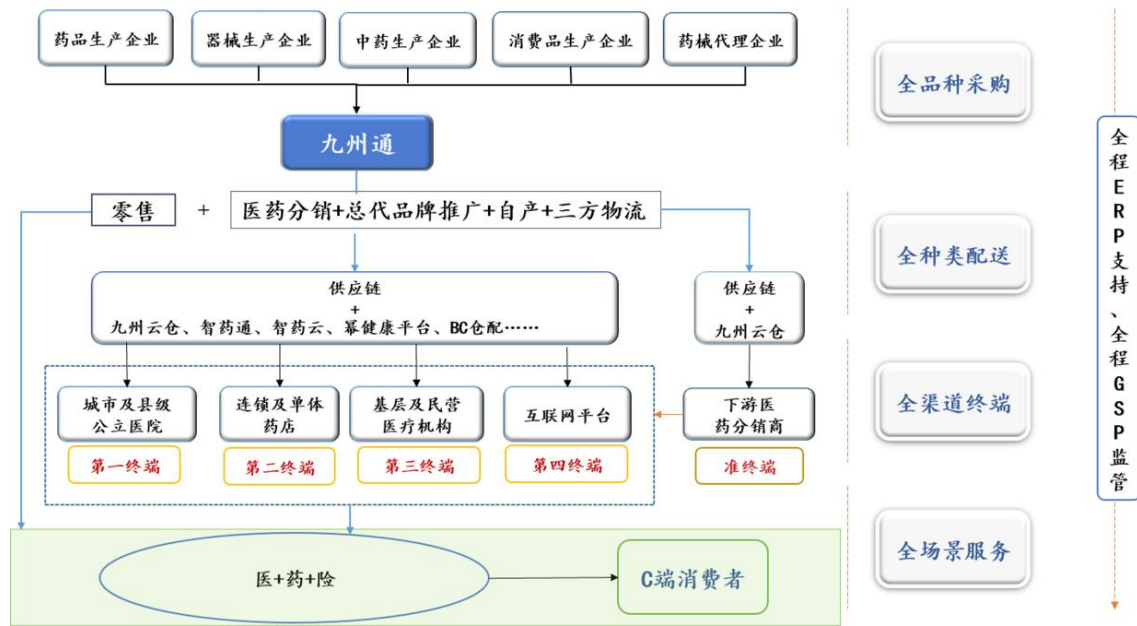 药品生产企业
器械生产企业
中药生产企业
消费品生产企业
药械代理企业
九州通
零售
+
医药分销+总代品牌推广+自产+三方物流
供应链
+
九州云仓、智药通、智药云、幂健康平台、BC仓配……
供应链
+
九州云仓
城市及县级
公立医院
连锁及单体
药店
基层及民营
医疗机构
互联网平台
下游医
药分销商
第一终端
第二终端
第三终端
第四终端
准终端
医+药+险
C端消费者
全品种采购
全种类配送
全渠道终端
全场景服务
全程ERP支持、全程GSP监管